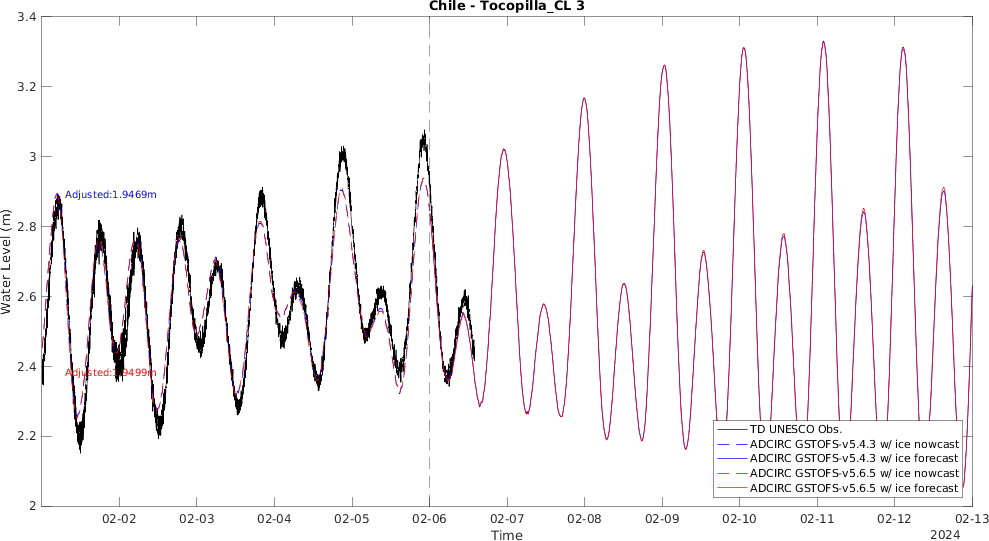 Chile - Tocopilla_CL 3
Water Level (m)
3.4
3.2
3
2.8
2.6
2.4
2.2
2
Adjusted:1.9469m
Adjusted:1.9499m
TD UNESCO Obs.
ADCIRC GSTOFS-v5.4.3 w/ ice nowcast
ADCIRC GSTOFS-v5.4.3 w/ ice forecast
ADCIRC GSTOFS-v5.6.5 w/ ice nowcast
ADCIRC GSTOFS-v5.6.5 w/ ice forecast
02-02 02-03 02-04 02-05 02-06 02-07 02-08 02-09 02-10 02-11 02-12 02-13
Time
2024